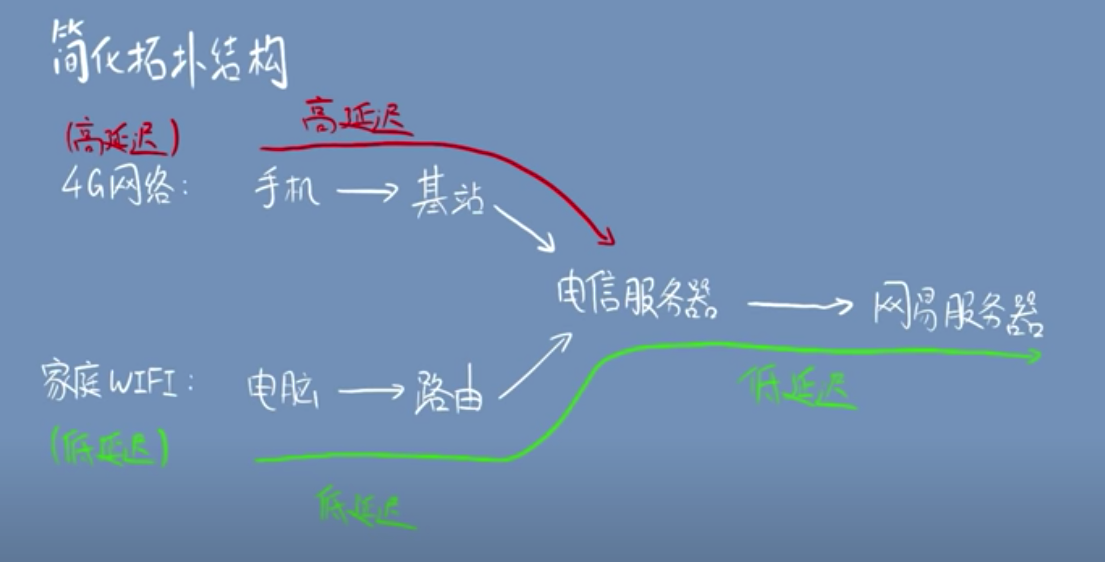 简化拓扑结构
高延迟
(高延迟)
4G网络: 手机 → 基站
电信服务器 → 网易服务器
家庭WIFI: 电脑 → 路由
低延迟
(低延迟)
低延迟